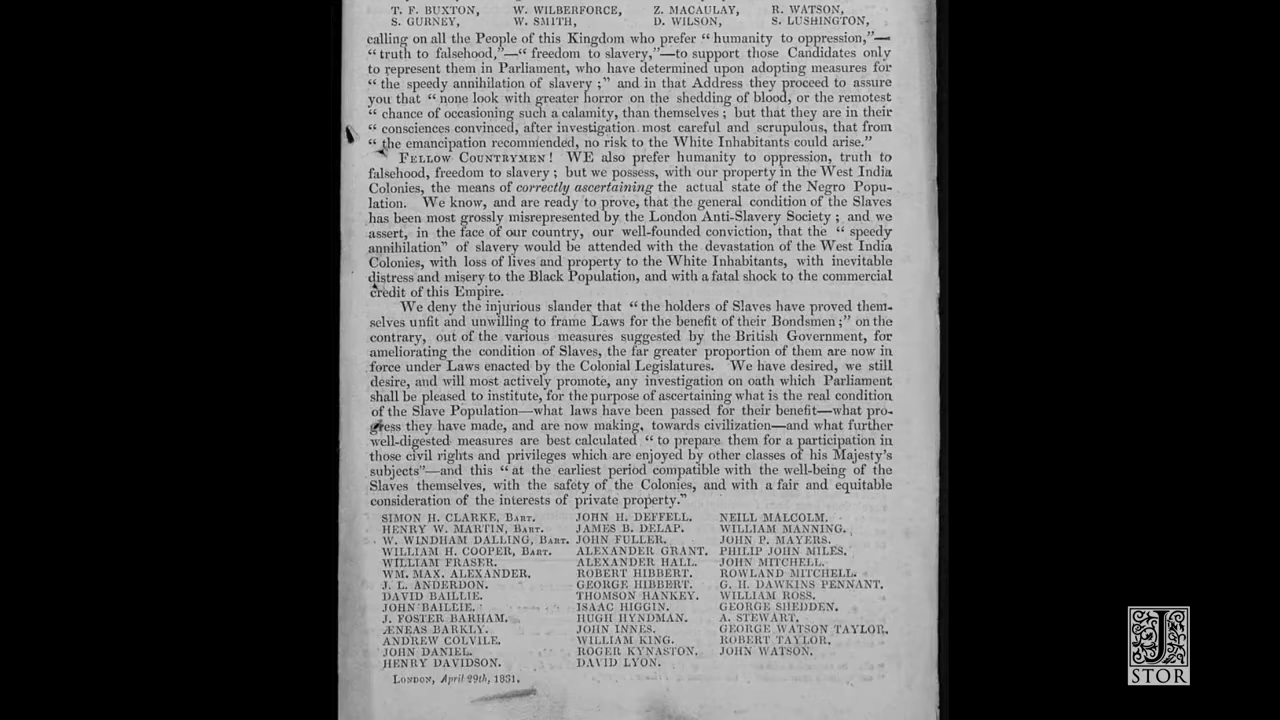 T. F. BUXTON, W. WILBERFORCE, Z. MACAULAY, R. WATSON,
S. GURNEY, W. SMITH, D. WILSON, S. LUSHINGTON,
calling on all the People of this Kingdom who prefer “ humanity to oppression,”—
“ truth to falsehood,”—“ freedom to slavery,”—to support those Candidates only
to represent them in Parliament, who have determined upon adopting measures for
“ the speedy annihilation of slavery ;” and in that Address they proceed to assure
you that “ none look with greater horror on the shedding of blood, or the remotest
“ chance of occasioning such a calamity, than themselves ; but that they are in their
“ consciences convinced, after investigation most careful and scrupulous, that from
“ the emancipation recommended, no risk to the White Inhabitants could arise.”
FELLOW COUNTRYMEN ! WE also prefer humanity to oppression, truth to
falsehood, freedom to slavery ; but we possess, with our property in the West India
Colonies, the means of correctly ascertaining the actual state of the Negro Popu-
lation. We know, and are ready to prove, that the general condition of the Slaves
has been most grossly misrepresented by the London Anti-Slavery Society ; and we
assert, in the face of our country, our well-founded conviction, that the “ speedy
annihilation” of slavery would be attended with the devastation of the West India
Colonies, with loss of lives and property to the White Inhabitants, with inevitable
distress and misery to the Black Population, and with a fatal shock to the commercial
credit of this Empire.
We deny the injurious slander that “ the holders of Slaves have proved them-
selves unfit and unwilling to frame Laws for the benefit of their Bondsmen ;” on the
contrary, out of the various measures suggested by the British Government, for
ameliorating the condition of Slaves, the far greater proportion of them are now in
force under Laws enacted by the Colonial Legislatures. We have desired, we still
desire, and will most actively promote, any investigation on oath which Parliament
shall be pleased to institute, for the purpose of ascertaining what is the real condition
of the Slave Population—what laws have been passed for their benefit—what pro-
gress they have made, and are now making, towards civilization—and what further
well-digested measures are best calculated “ to prepare them for a participation in
those civil rights and privileges which are enjoyed by other classes of his Majesty's
subjects”—and this “ at the earliest period compatible with the well-being of the
Slaves themselves, with the safety of the Colonies, and with a fair and equitable
consideration of the interests of private property.”
SIMON H. CLARKE, BART. JOHN H. DEFFELL. NEILL MALCOLM.
HENRY W. MARTIN, BART. JAMES B. DELAP. WILLIAM MANNING.
W. WINDHAM DALLING, BART. JOHN FULLER. JOHN P. MAYERS.
WILLIAM H. COOPER, BART. ALEXANDER GRANT. PHILIP JOHN MILES.
WILLIAM FRASER. ALEXANDER HALL. JOHN MITCHELL.
WM. MAX. ALEXANDER. ROBERT HIBBERT. ROWLAND MITCHELL.
J. L. ANDERDON. GEORGE HIBBERT. G. H. DAWKINS PENNANT.
DAVID BAILLIE. THOMSON HANKEY. WILLIAM ROSS.
JOHN BAILLIE. ISAAC HIGGIN. GEORGE SHEDDEN.
J. FOSTER BARHAM. HUGH HYNDMAN. A. STEWART.
ÆNEAS BARKLY. JOHN INNES. GEORGE WATSON TAYLOR.
ANDREW COLVILE. WILLIAM KING. ROBERT TAYLOR.
JOHN DANIEL. ROGER KYNASTON. JOHN WATSON.
HENRY DAVIDSON. DAVID LYON.
LONDON, April 29th, 1831.
J
STOR